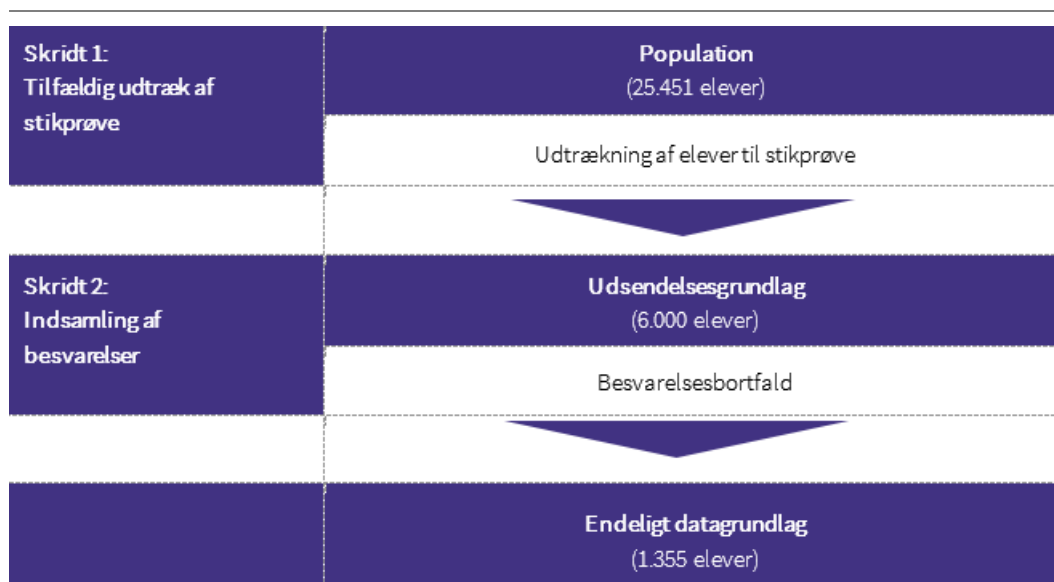 Skridt 1:
Tilfældig udtræk af
stikprøve
Population
(25.451 elever)
Udtrækning af elever til stikprøve
Skridt 2:
Indsamling af
besvarelser
Udsendelsesgrundlag
(6.000 elever)
Besvarelsesbortfald
Endeligt datagrundlag
(1.355 elever)